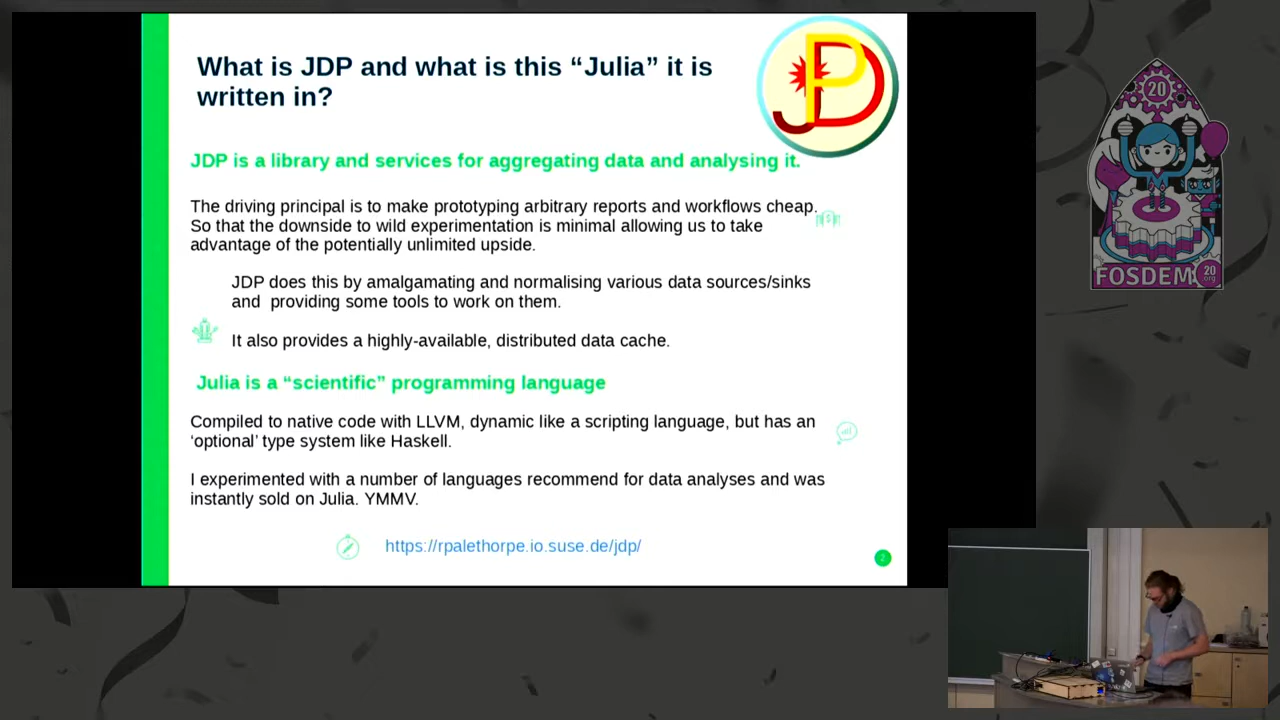 What is JDP and what is this “Julia” it is
written in?
JPD
JDP is a library and services for aggregating data and analysing it.
The driving principal is to make prototyping arbitrary reports and workflows cheap.
So that the downside to wild experimentation is minimal allowing us to take
advantage of the potentially unlimited upside.
JDP does this by amalgamating and normalising various data sources/sinks
and providing some tools to work on them.
It also provides a highly-available, distributed data cache.
Julia is a “scientific” programming language
Compiled to native code with LLVM, dynamic like a scripting language, but has an
‘optional’ type system like Haskell.
I experimented with a number of languages recommend for data analyses and was
instantly sold on Julia. YMMV.
https://rpalethorpe.io.suse.de/jdp/
2
20
FOSDEM 20
.org